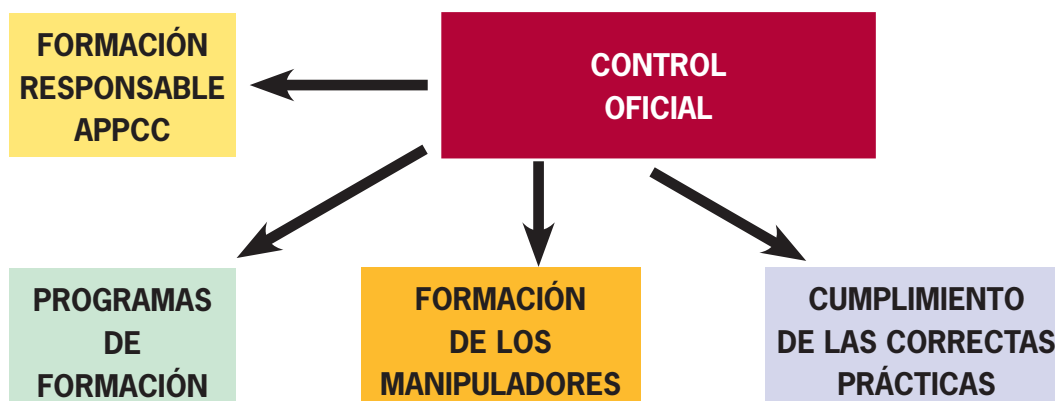 FORMACIÓN
RESPONSABLE
APPCC
CONTROL
OFICIAL
PROGRAMAS
DE
FORMACIÓN
FORMACIÓN
DE LOS
MANIPULADORES
CUMPLIMIENTO
DE LAS CORRECTAS
PRÁCTICAS